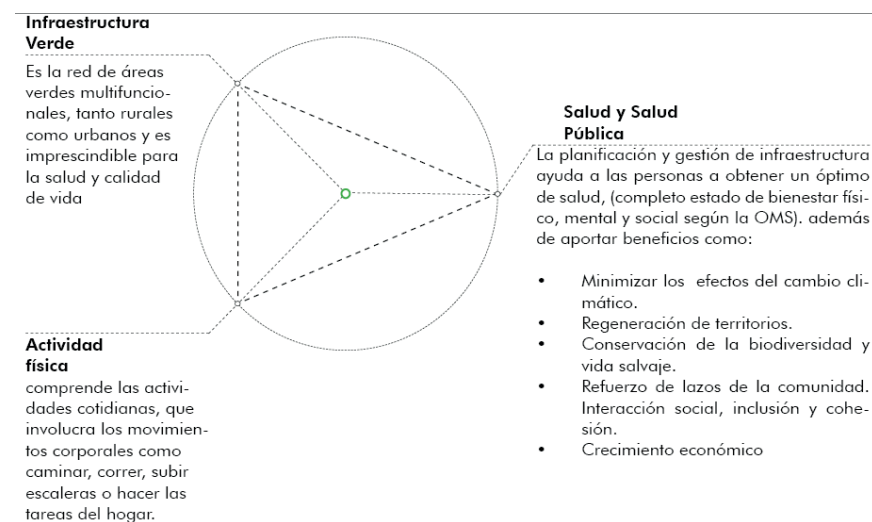 Infraestructura
Verde
Es la red de áreas
verdes multifuncio-
nales, tanto rurales
como urbanos y es
imprescindible para
la salud y calidad
de vida
Actividad
física
comprende las activi-
dades cotidianas, que
involucra los movimien-
tos corporales como
caminar, correr, subir
escaleras o hacer las
tareas del hogar.
Salud y Salud
Pública
La planificación y gestión de infraestructura
ayuda a las personas a obtener un óptimo
de salud, (completo estado de bienestar físi-
co, mental y social según la OMS). además
de aportar beneficios como:
• Minimizar los efectos del cambio cli-
mático.
• Regeneración de territorios.
• Conservación de la biodiversidad y
vida salvaje.
• Refuerzo de lazos de la comunidad.
Interacción social, inclusión y cohe-
sión.
• Crecimiento económico